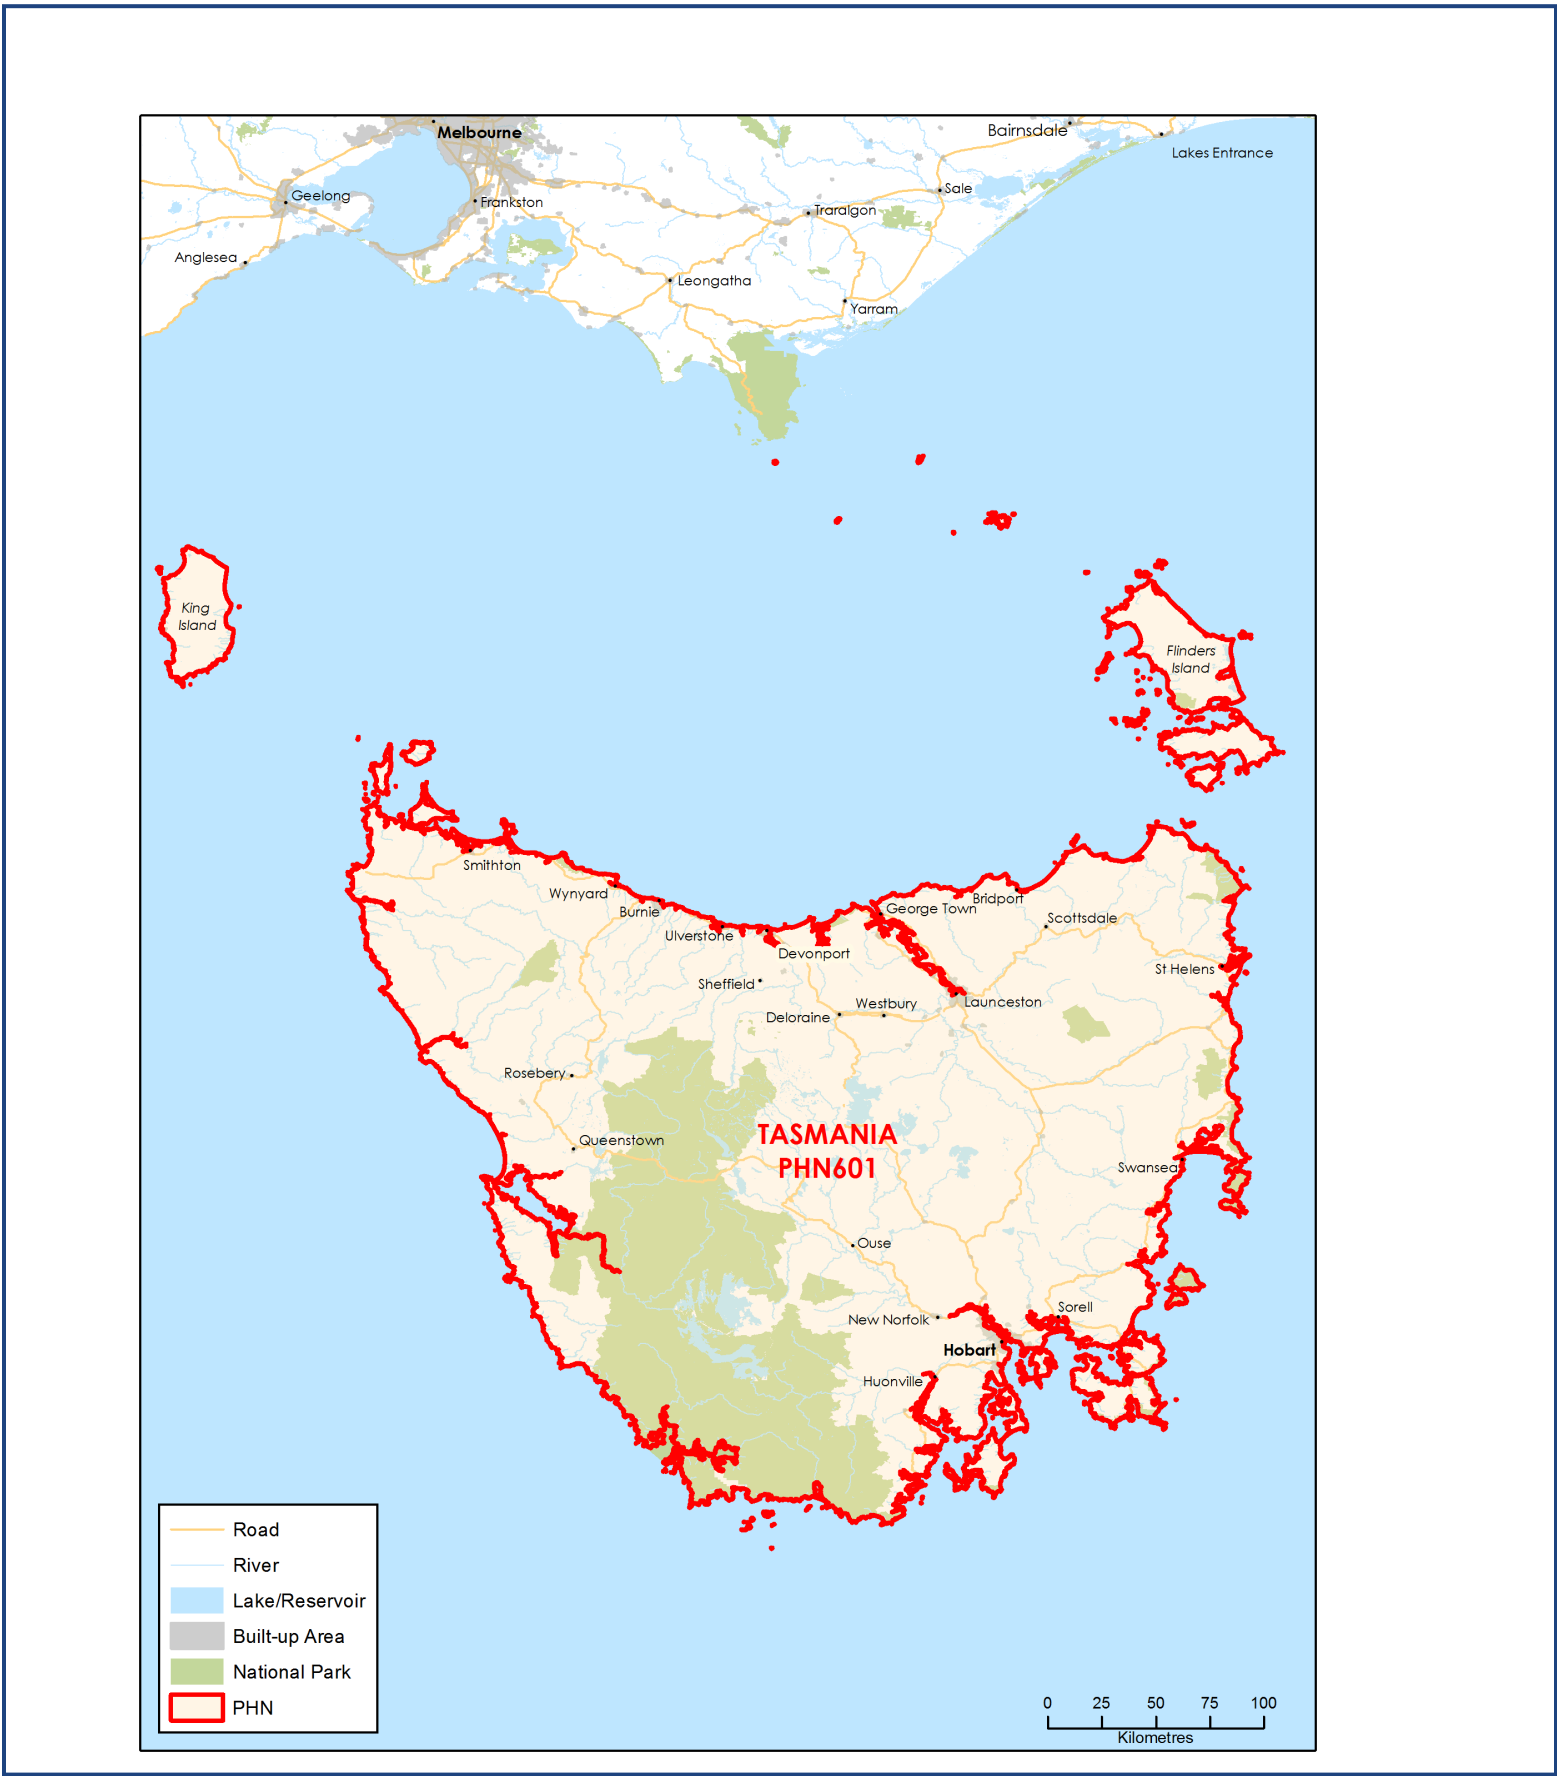 Melbourne
Bairnsdale
Lakes Entrance
Geelong
Frankston
Sale
Traralgon
Anglesea
Leongatha
Yarram
King
Island
Flinders
Island
Smithton
Wynyard
Burnie
Ulverstone
Devonport
George Town
Bridport
Scottsdale
St Helens
Sheffield
Launceston
Westbury
Deloraine
Rosebery
Queenstown
TASMANIA
PHN601
Swansea
Ouse
New Norfolk
Sorell
Hobart
Huonville
Road
River
Lake/Reservoir
Built-up Area
National Park
PHN
0 25 50 75 100
Kilometres